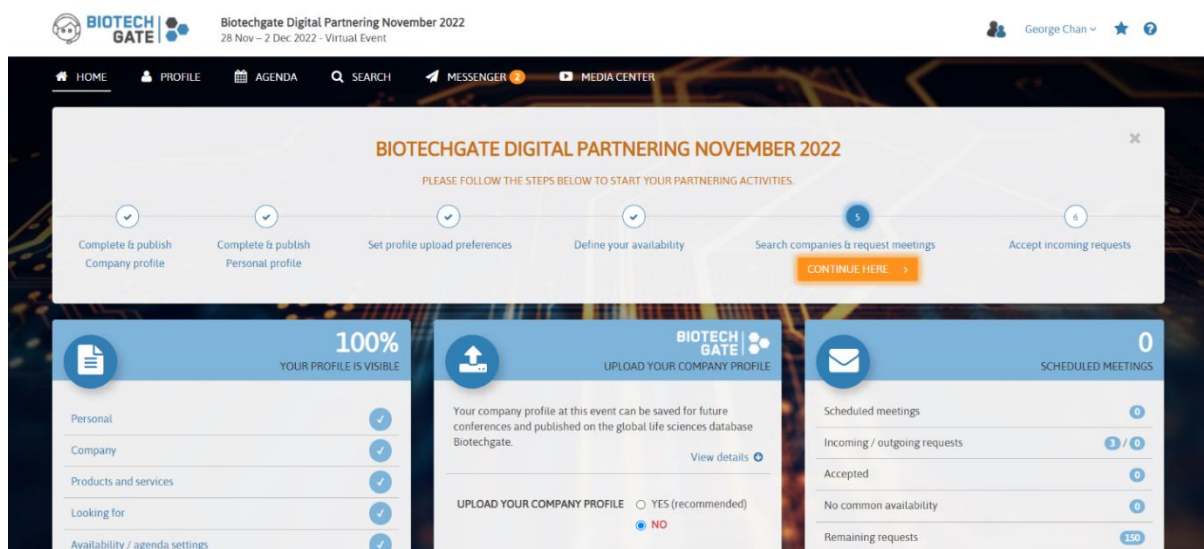 BIOTECH GATE
Biotechgate Digital Partnering November 2022
28 Nov – 2 Dec 2022 - Virtual Event
George Chan
HOME PROFILE AGENDA SEARCH MESSENGER 2 MEDIA CENTER
BIOTECHGATE DIGITAL PARTNERING NOVEMBER 2022
PLEASE FOLLOW THE STEPS BELOW TO START YOUR PARTNERING ACTIVITIES.
5 6
Complete & publish Complete & publish Set profile upload preferences Define your availability Search companies & request meetings Accept incoming requests
Company profile Personal profile CONTINUE HERE
100%
YOUR PROFILE IS VISIBLE
Personal
Company
Products and services
Looking for
Availability / agenda settings
BIOTECH GATE
UPLOAD YOUR COMPANY PROFILE
Your company profile at this event can be saved for future
conferences and published on the global life sciences database
Biotechgate.
View details
UPLOAD YOUR COMPANY PROFILE YES (recommended)
NO
0
SCHEDULED MEETINGS
Scheduled meetings 0
Incoming / outgoing requests 3 / 0
Accepted 0
No common availability 0
Remaining requests 150